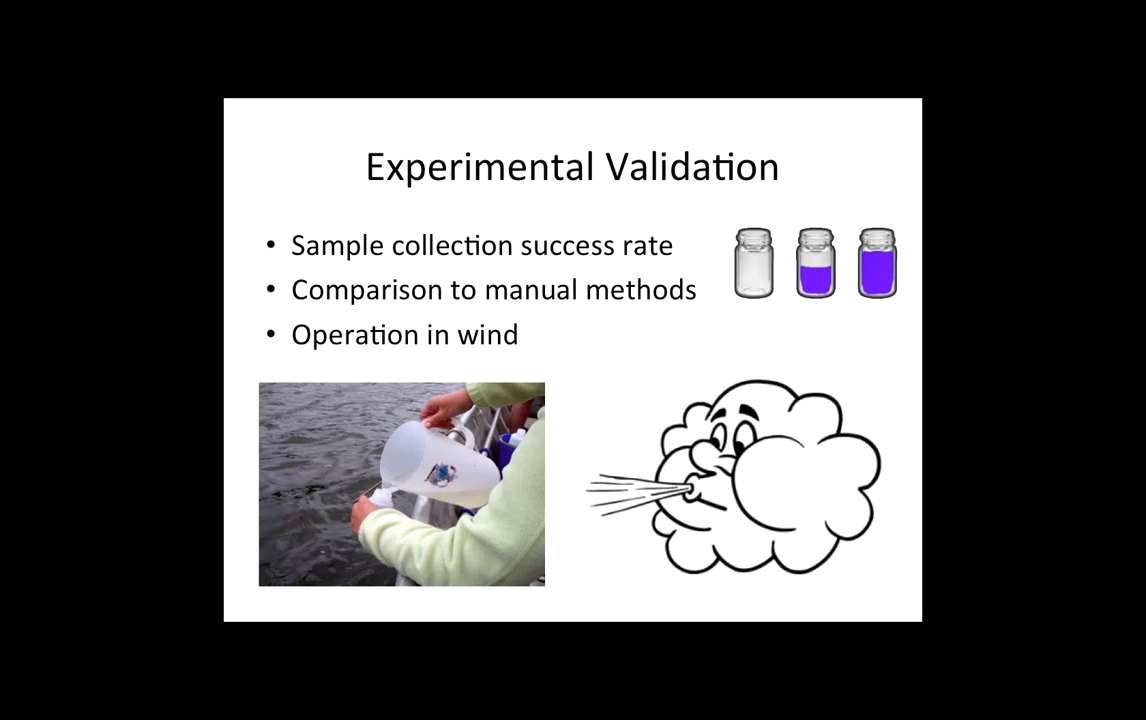 Experimental Validation
• Sample collection success rate
• Comparison to manual methods
• Operation in wind